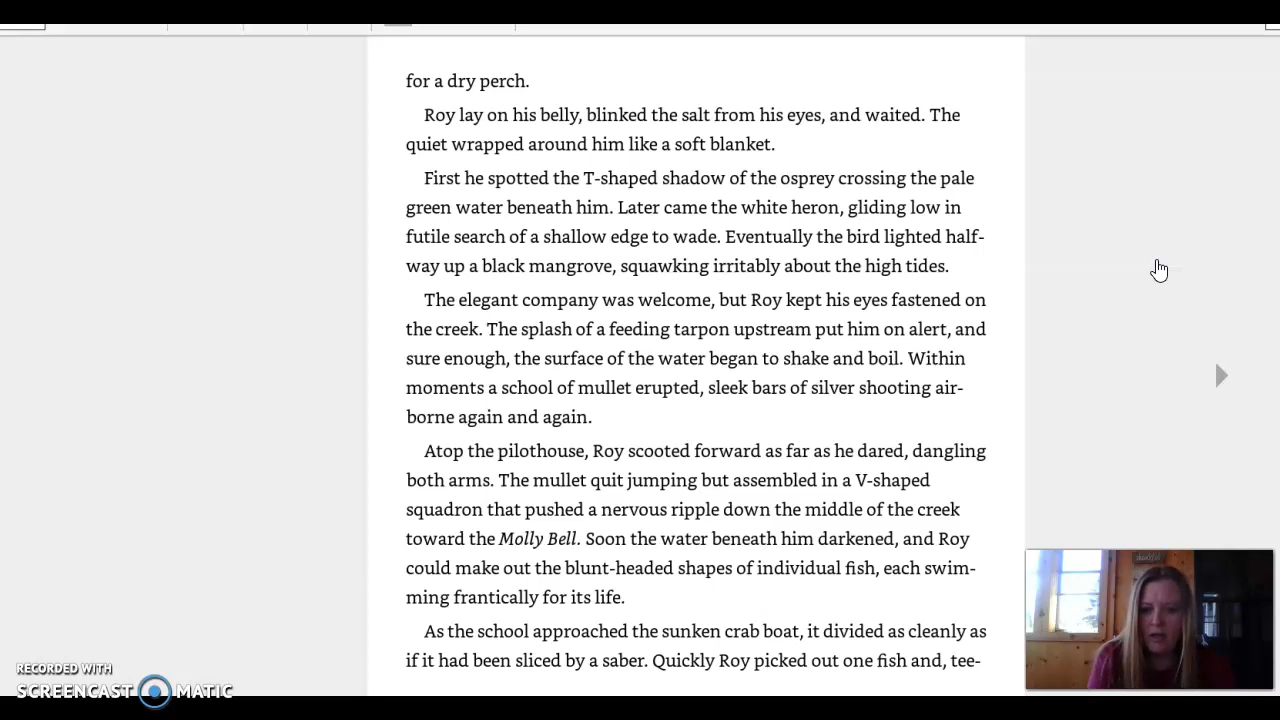 for a dry perch.
Roy lay on his belly, blinked the salt from his eyes, and waited. The
quiet wrapped around him like a soft blanket.
First he spotted the T-shaped shadow of the osprey crossing the pale
green water beneath him. Later came the white heron, gliding low in
futile search of a shallow edge to wade. Eventually the bird lighted half-
way up a black mangrove, squawking irritably about the high tides.
The elegant company was welcome, but Roy kept his eyes fastened on
the creek. The splash of a feeding tarpon upstream put him on alert, and
sure enough, the surface of the water began to shake and boil. Within
moments a school of mullet erupted, sleek bars of silver shooting air-
borne again and again.
Atop the pilothouse, Roy scooted forward as far as he dared, dangling
both arms. The mullet quit jumping but assembled in a V-shaped
squadron that pushed a nervous ripple down the middle of the creek
toward the Molly Bell. Soon the water beneath him darkened, and Roy
could make out the blunt-headed shapes of individual fish, each swim-
ming frantically for its life.
As the school approached the sunken crab boat, it divided as cleanly as
if it had been sliced by a saber. Quickly Roy picked out one fish and, tee-
RECORDED WITH
SCREENCAST MATIC